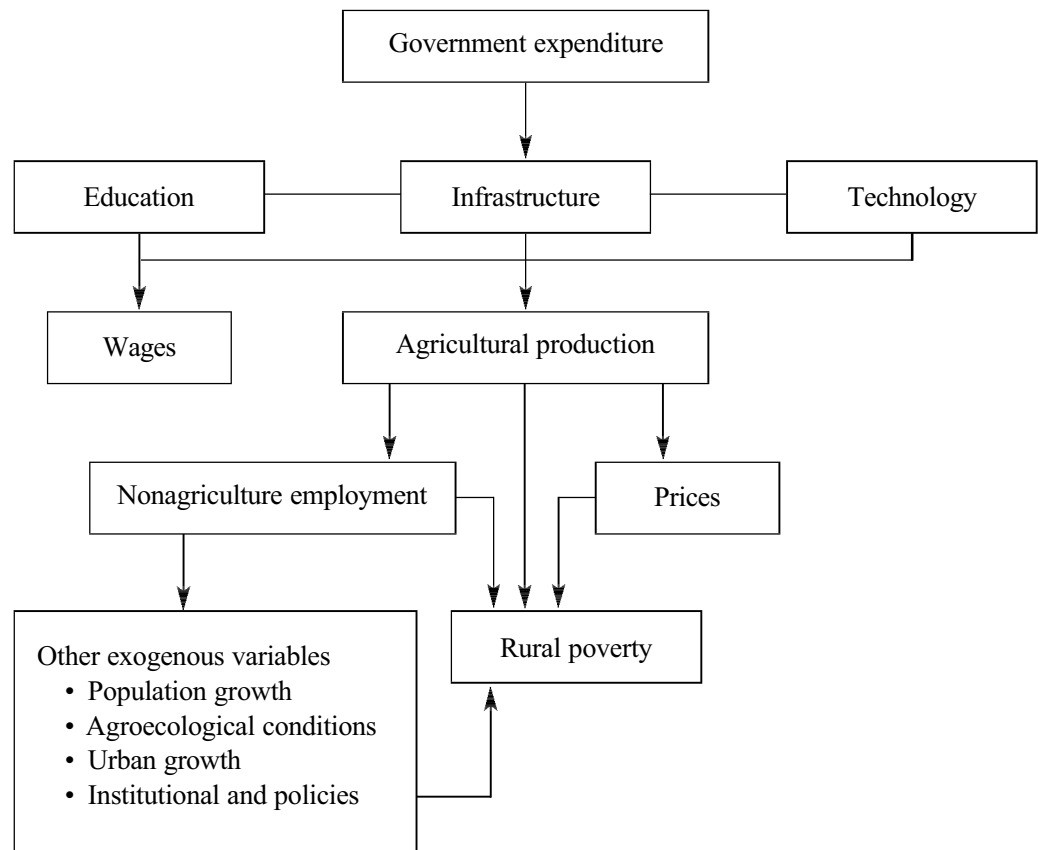 Government expenditure
Education
Infrastructure
Technology
Wages
Agricultural production
Nonagriculture employment
Prices
Other exogenous variables
• Population growth
• Agroecological conditions
• Urban growth
• Institutional and policies
Rural poverty